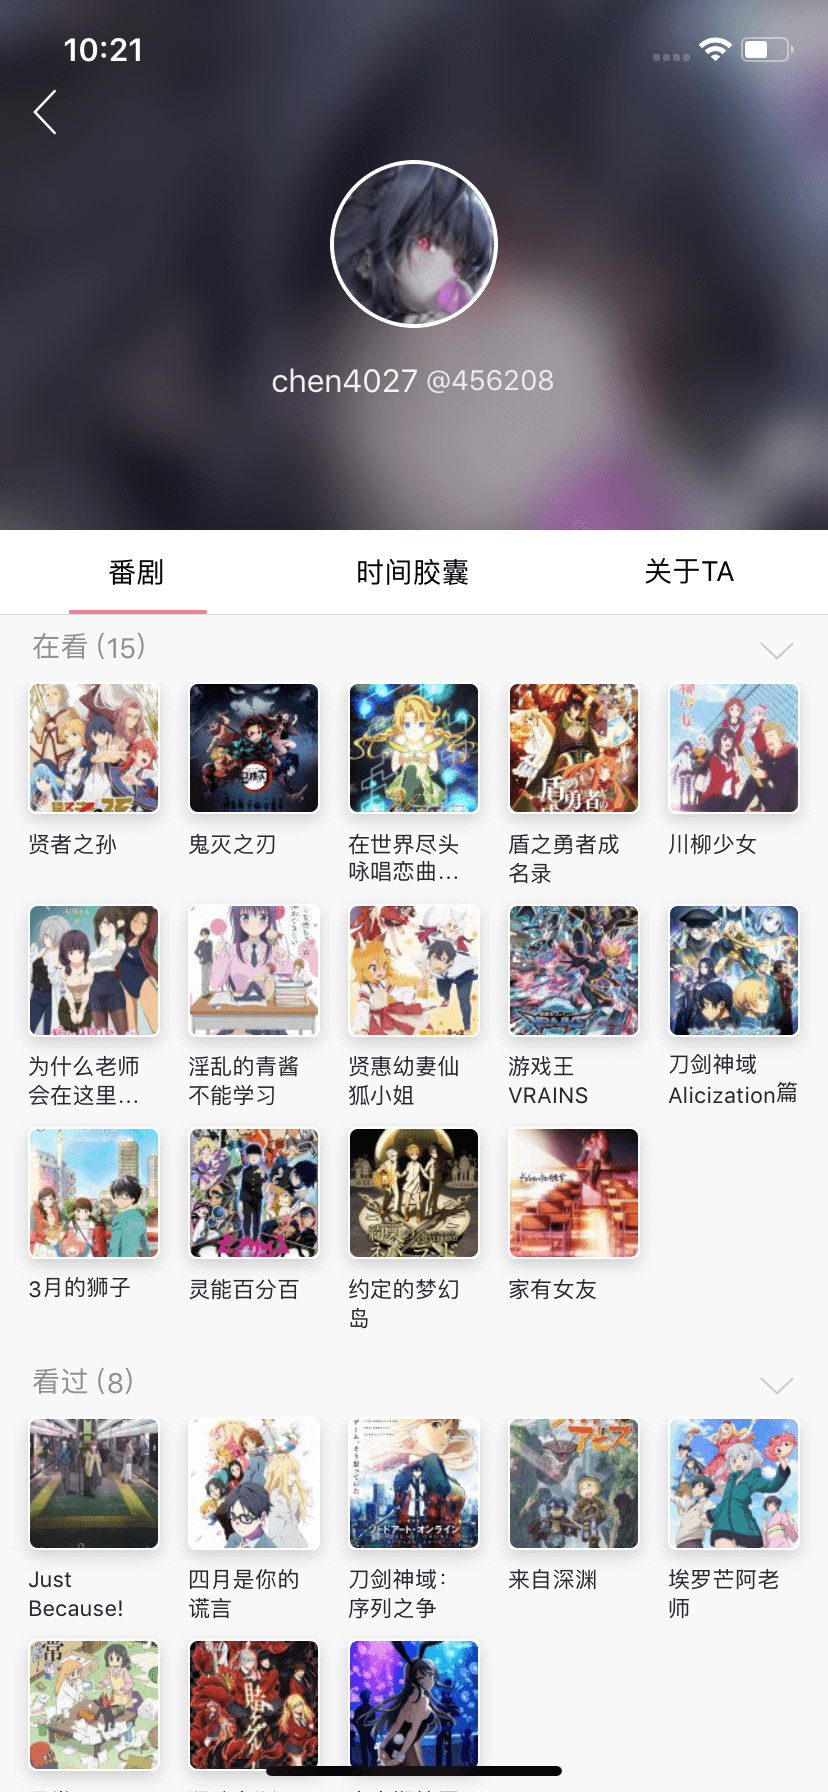 10:21
chen4027 @456208
番剧
时间胶囊
关于TA
在看 (15)
贤者之孙
鬼灭之刃
在世界尽头
咏唱恋曲...
盾之勇者成
名录
川柳少女
为什么老师
会在这里...
淫乱的青酱
不能学习
贤惠幼妻仙
狐小姐
游戏王
VRAINS
刀剑神域
Alicization篇
3月的狮子
灵能百分百
约定的梦幻
岛
家有女友
看过 (8)
Just
Because!
四月是你的
谎言
刀剑神域：
序列之争
来自深渊
埃罗芒阿老
师